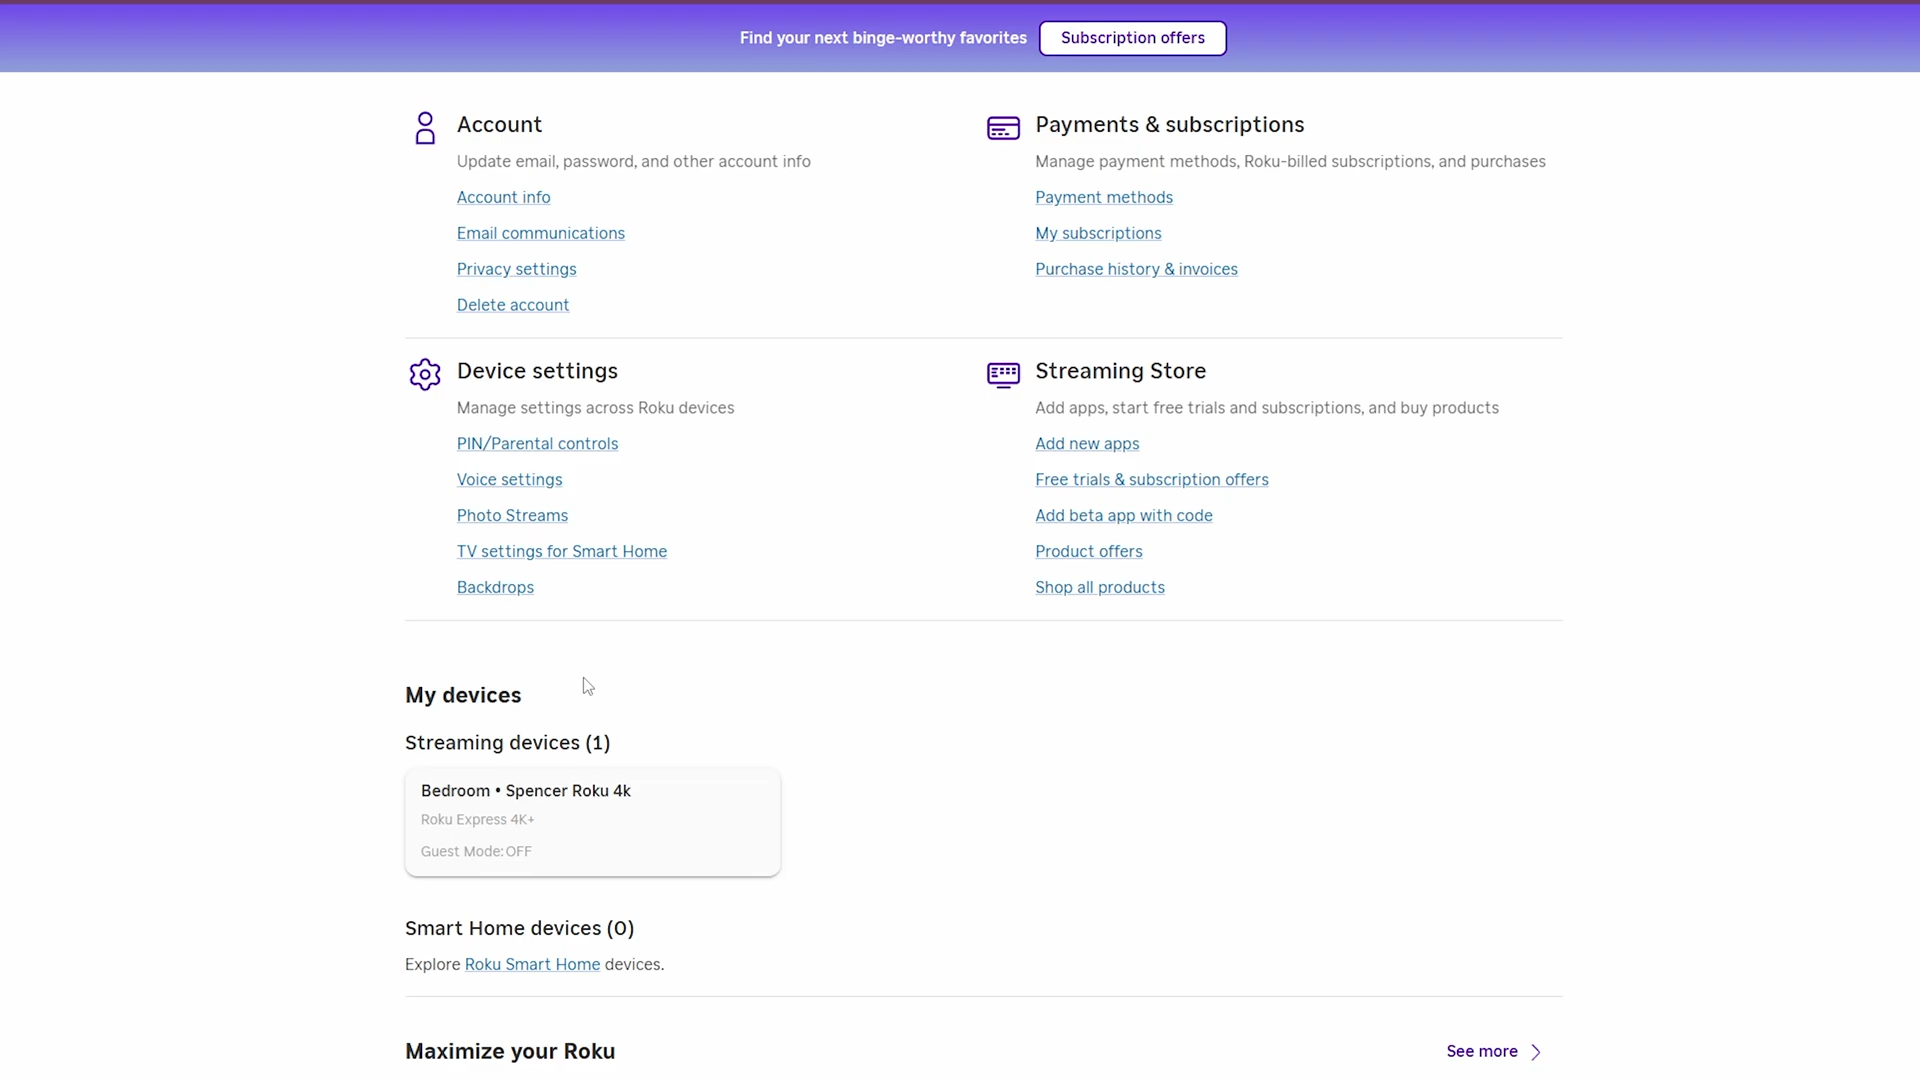 Find your next binge-worthy favorites
Subscription offers
Account
Update email, password, and other account info
Account info
Email communications
Privacy settings
Delete account
Payments & subscriptions
Manage payment methods, Roku-billed subscriptions, and purchases
Payment methods
My subscriptions
Purchase history & invoices
Device settings
Manage settings across Roku devices
PIN/Parental controls
Voice settings
Photo Streams
TV settings for Smart Home
Backdrops
Streaming Store
Add apps, start free trials and subscriptions, and buy products
Add new apps
Free trials & subscription offers
Add beta app with code
Product offers
Shop all products
My devices
Streaming devices (1)
Bedroom • Spencer Roku 4k
Roku Express 4K+
Guest Mode: OFF
Smart Home devices (0)
Explore Roku Smart Home devices.
Maximize your Roku
See more